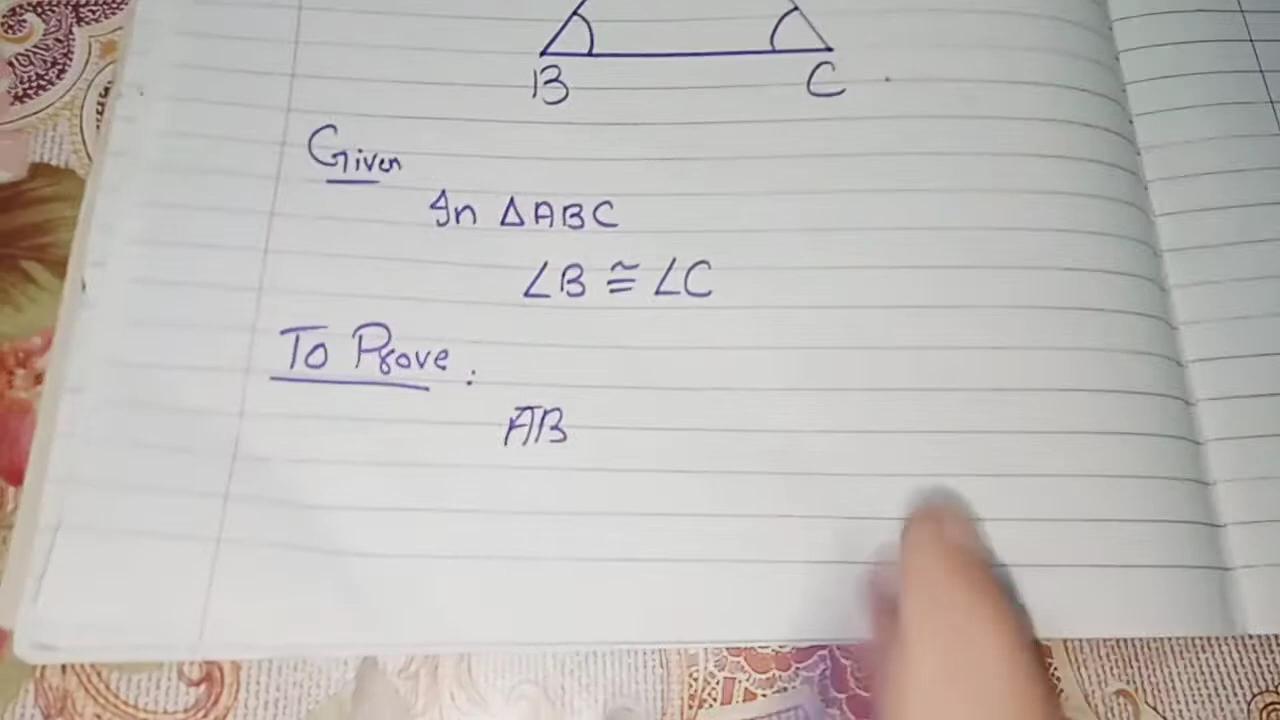 B C
Given
In ΔABC
∠B ≅ ∠C
To Prove :
AB